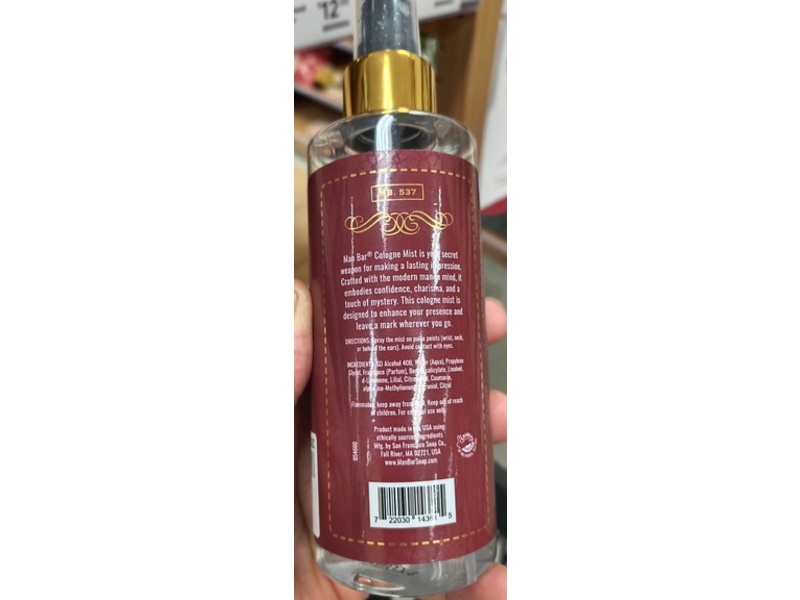 $12
MB. 537
Man Bar® Cologne Mist is your secret
weapon for making a lasting impression.
Crafted with the modern man in mind, it
embodies confidence, charisma, and a
touch of mystery. This cologne mist is
designed to enhance your presence and
leave a mark wherever you go.
DIRECTIONS: Spray the mist on pulse points (wrist, neck,
or behind the ears). Avoid contact with eyes.
INGREDIENTS: (SD) Alcohol 40B, Water (Aqua), Propylene
Glycol, Fragrance (Parfum), Benzyl Salicylate, Linalool,
d-Limonene, Lilial, Citronellol, Coumarin,
alpha-iso-Methylionone, Geraniol, Citral
Flammable, keep away from Keep out of reach
of children. For external use only.
Product made in the USA using
ethically sourced ingredients
Mfg. by San Francisco Soap Co.,
Fall River, MA 02721, USA
www.ManBarSoap.com
7 22030 5